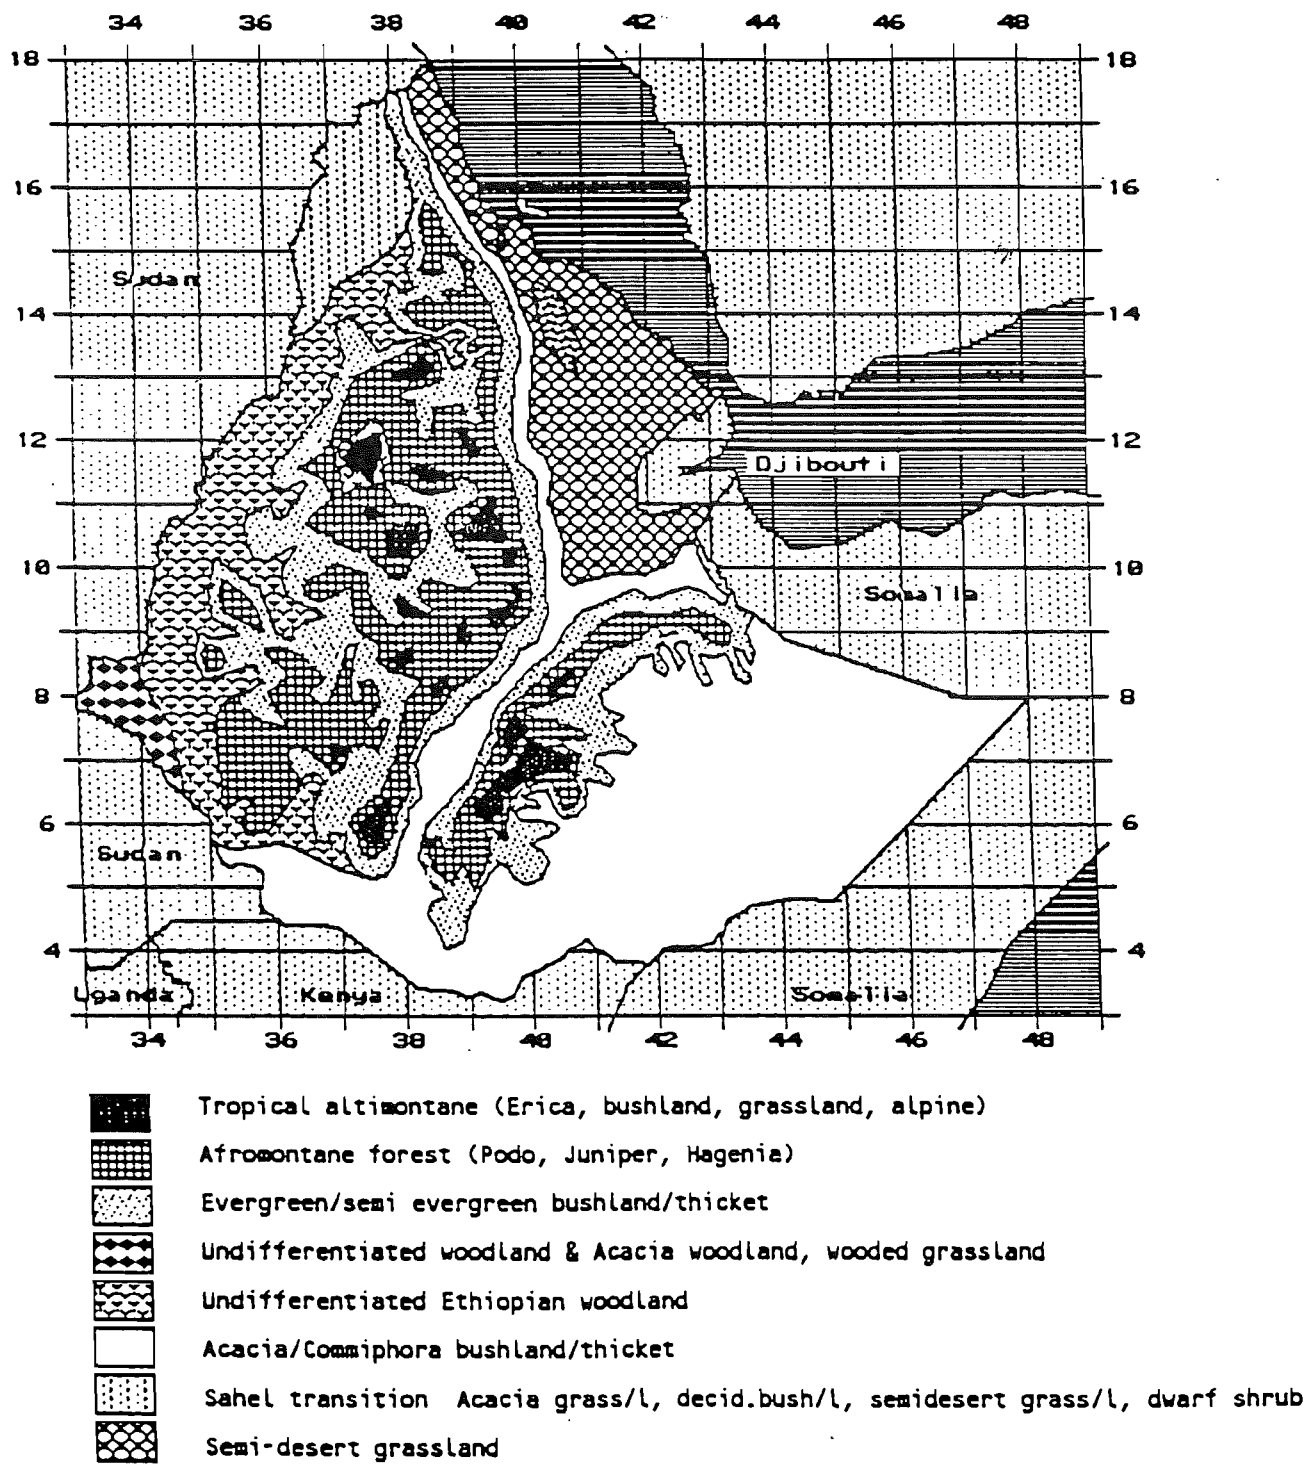 34 36 38 40 42 44 46 48
18 18
16 16
Sudan
14 14
12 12
Djibouti
10 10
Somalia
8 8
6 6
Sudan
4 4
Uganda Kenya Somalia
34 36 38 40 42 44 46 48
Tropical altimontane (Erica, bushland, grassland, alpine)
Afromontane forest (Podo, Juniper, Hagenia)
Evergreen/semi evergreen bushland/thicket
Undifferentiated woodland & Acacia woodland, wooded grassland
Undifferentiated Ethiopian woodland
Acacia/Commiphora bushland/thicket
Sahel transition Acacia grass/l, decid.bush/l, semidesert grass/l, dwarf shrub
Semi-desert grassland